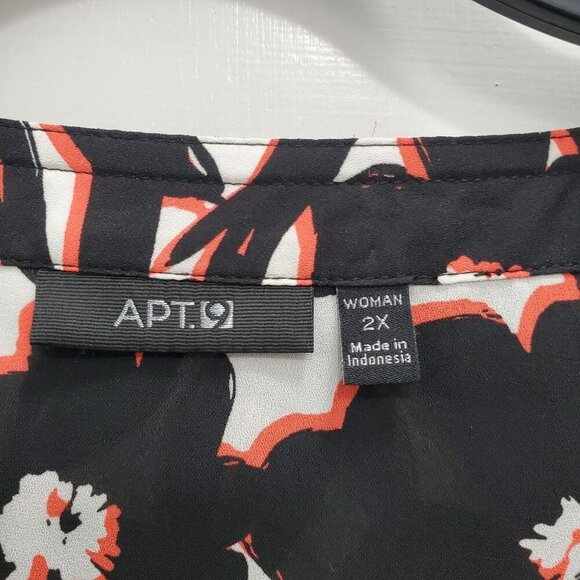 APT.9
WOMAN
2X
Made in
Indonesia